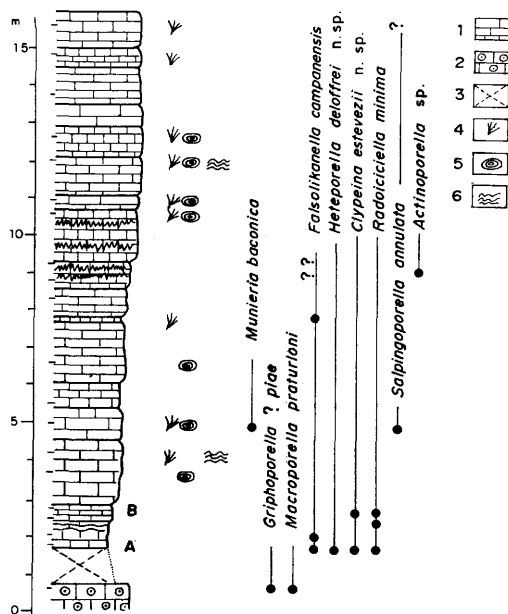 m
15
10
5
0
B
A
Munieria baconica
Griphoporella ? piae
Macroporella praturloni
? ?
Falsolikanella campanensis
Heteporella deloffrei n. sp.
Clypeina estevezii n. sp.
Radoiciciella minima
Salpingoporella annulata
?
Actinoporella sp.
1
2
3
4
5
6